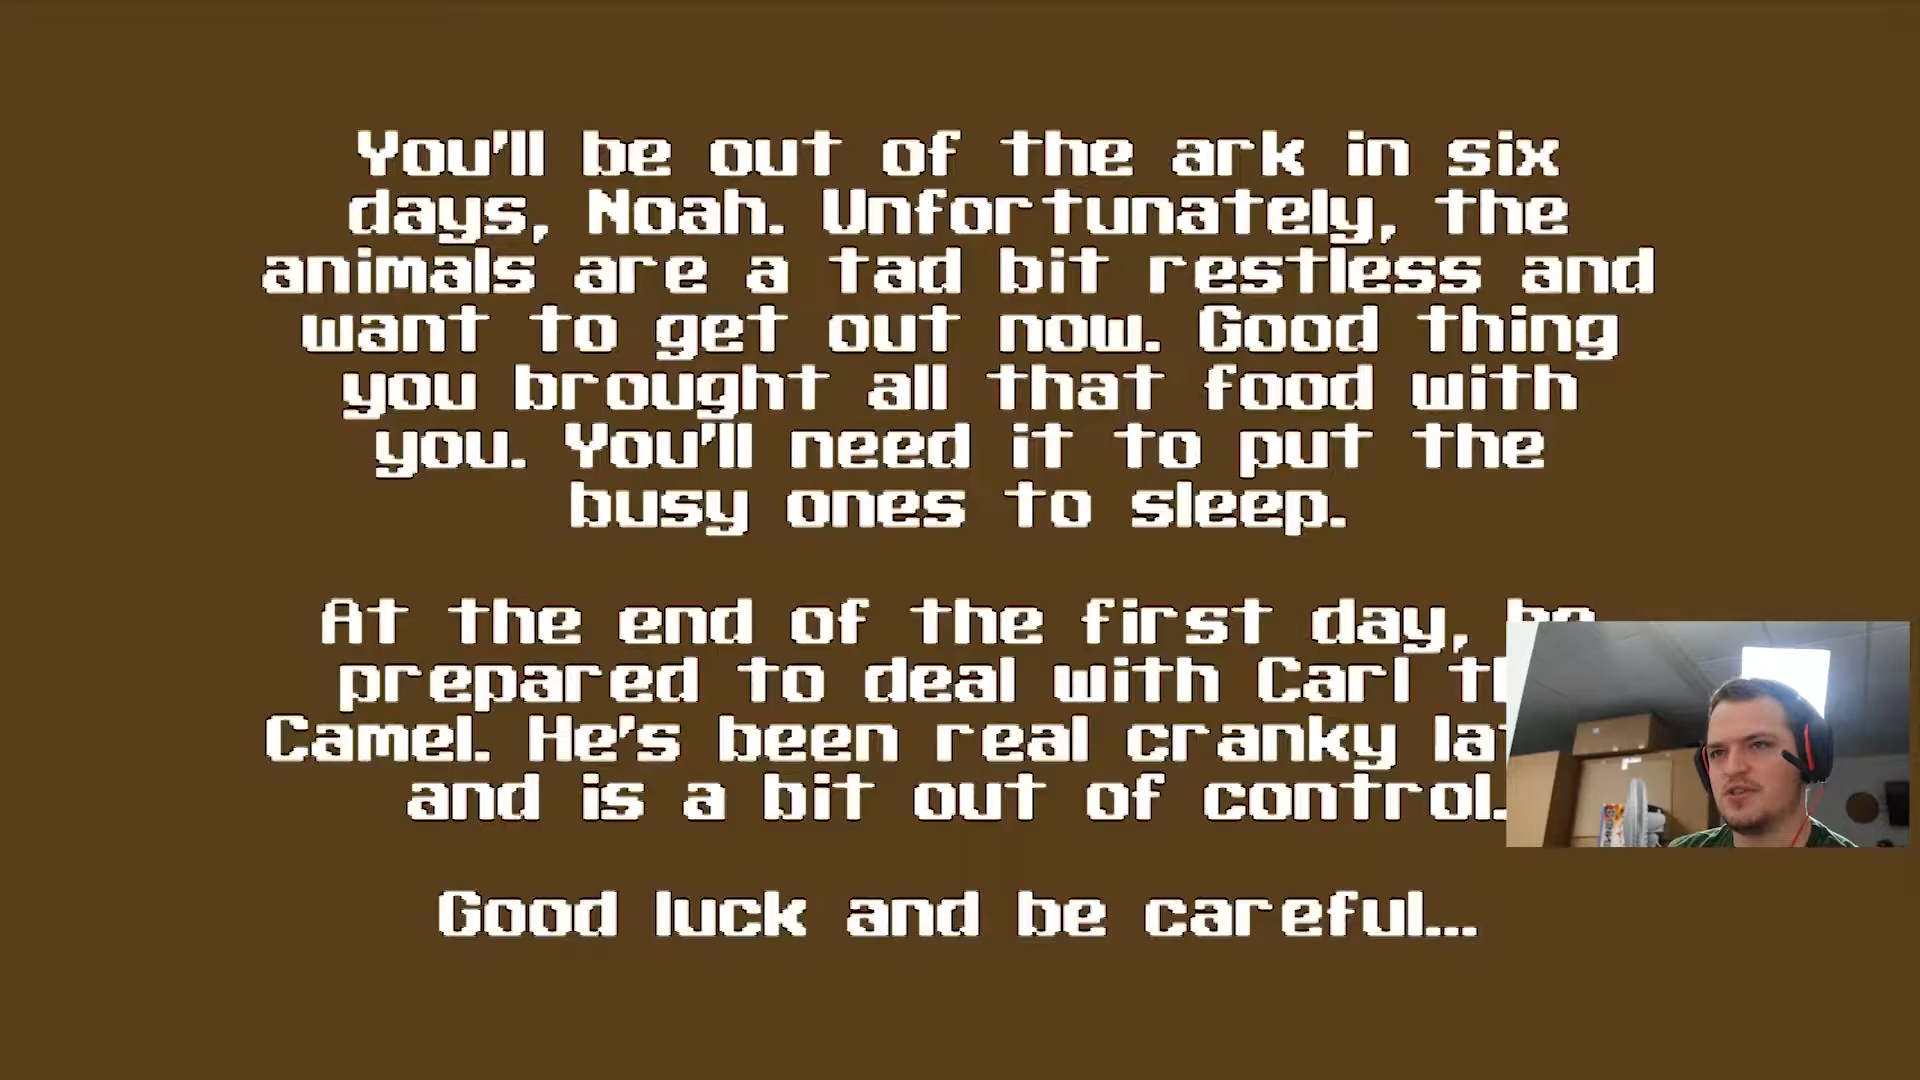 You'll be out of the ark in six
days, Noah. Unfortunately, the
animals are a tad bit restless and
want to get out now. Good thing
you brought all that food with
you. You'll need it to put the
busy ones to sleep.
At the end of the first day, be
prepared to deal with Carl
Camel. He's been real cranky
and is a bit out of control.
Good luck and be careful...